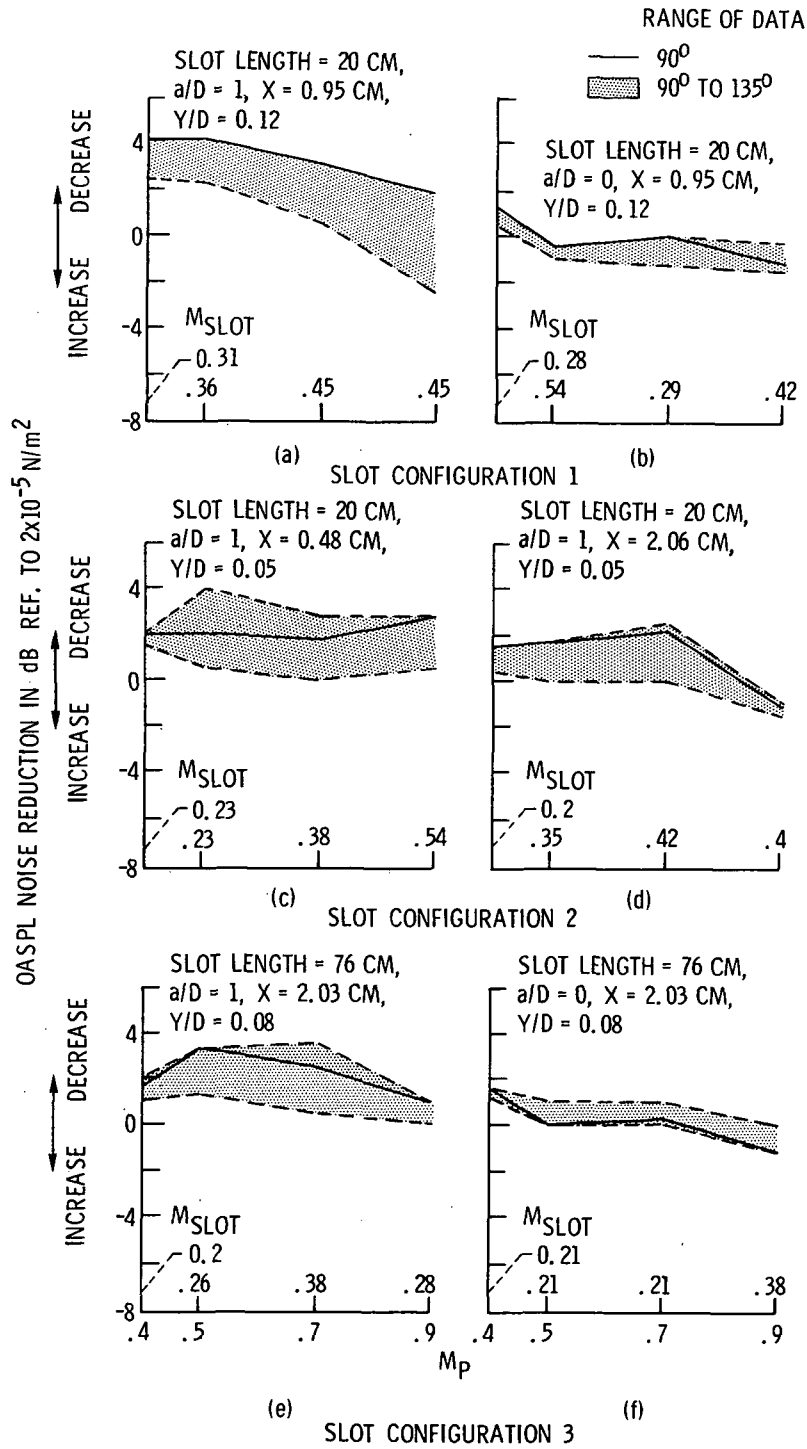 RANGE OF DATA
90°
90° TO 135°
SLOT LENGTH = 20 CM,
a/D = 1, X = 0.95 CM,
Y/D = 0.12
SLOT LENGTH = 20 CM,
a/D = 0, X = 0.95 CM,
Y/D = 0.12
OASPL NOISE REDUCTION IN dB REF. TO 2x10⁻⁵ N/m²
INCREASE DECREASE
4
0
-4
-8
M_SLOT
0.31
.36 .45 .45
M_SLOT
0.28
.54 .29 .42
(a) (b)
SLOT CONFIGURATION 1
SLOT LENGTH = 20 CM,
a/D = 1, X = 0.48 CM,
Y/D = 0.05
SLOT LENGTH = 20 CM,
a/D = 1, X = 2.06 CM,
Y/D = 0.05
INCREASE DECREASE
4
0
-4
-8
M_SLOT
0.23
.23 .38 .54
M_SLOT
0.2
.35 .42 .4
(c) (d)
SLOT CONFIGURATION 2
SLOT LENGTH = 76 CM,
a/D = 1, X = 2.03 CM,
Y/D = 0.08
SLOT LENGTH = 76 CM,
a/D = 0, X = 2.03 CM,
Y/D = 0.08
INCREASE DECREASE
4
0
-4
-8
M_SLOT
0.2
.26 .38 .28
M_SLOT
0.21
.21 .21 .38
.4 .5 .7 .9 .4 .5 .7 .9
M_P
(e) (f)
SLOT CONFIGURATION 3